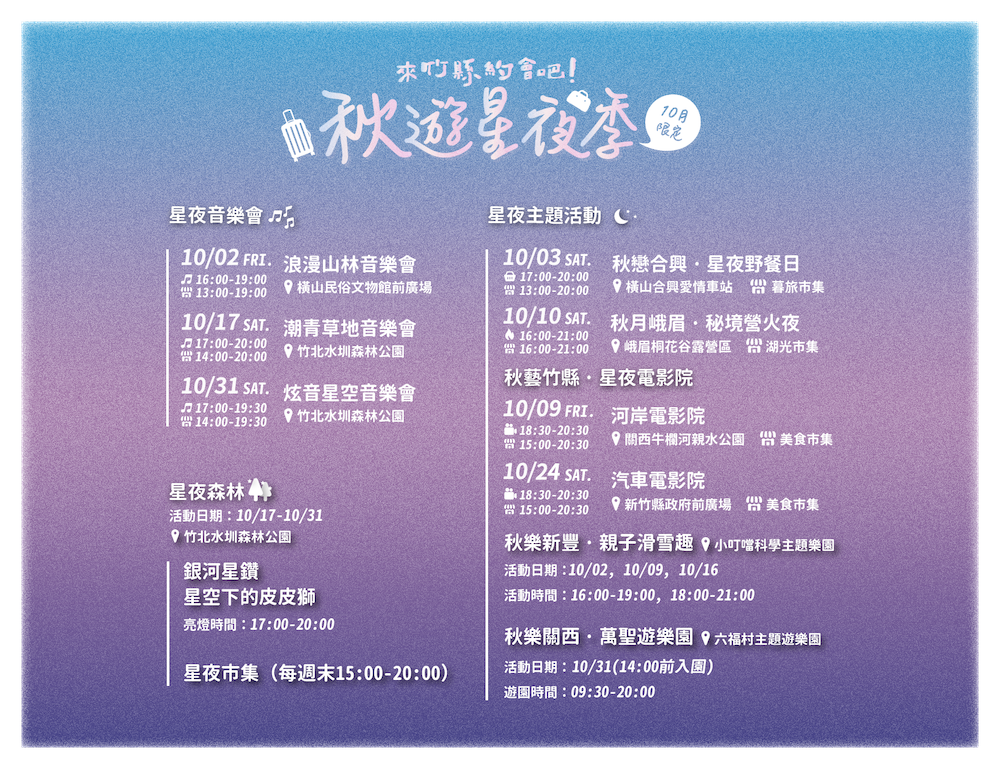 來竹縣約會吧！
秋遊星夜季
10月
限定
星夜音樂會
10/02 FRI. 浪漫山林音樂會
16:00-19:00
13:00-19:00
橫山民俗文物館前廣場
10/17 SAT. 潮青草地音樂會
17:00-20:00
14:00-20:00
竹北水圳森林公園
10/31 SAT. 炫音星空音樂會
17:00-19:30
14:00-19:30
竹北水圳森林公園
星夜森林
活動日期：10/17-10/31
竹北水圳森林公園
銀河星鑽
星空下的皮皮獅
亮燈時間：17:00-20:00
星夜市集（每週末15:00-20:00）
星夜主題活動
10/03 SAT. 秋戀合興・星夜野餐日
17:00-20:00
13:00-20:00
橫山合興愛情車站 暮旅市集
10/10 SAT. 秋月峨眉・秘境營火夜
16:00-21:00
16:00-21:00
峨眉桐花谷露營區 湖光市集
秋藝竹縣・星夜電影院
10/09 FRI. 河岸電影院
18:30-20:30
15:00-20:30
關西牛欄河親水公園 美食市集
10/24 SAT. 汽車電影院
18:30-20:30
15:00-20:30
新竹縣政府前廣場 美食市集
秋樂新豐・親子滑雪趣 小叮噹科學主題樂園
活動日期：10/02, 10/09, 10/16
活動時間：16:00-19:00, 18:00-21:00
秋樂關西・萬聖遊樂園 六福村主題遊樂園
活動日期：10/31(14:00前入園)
遊園時間：09:30-20:00